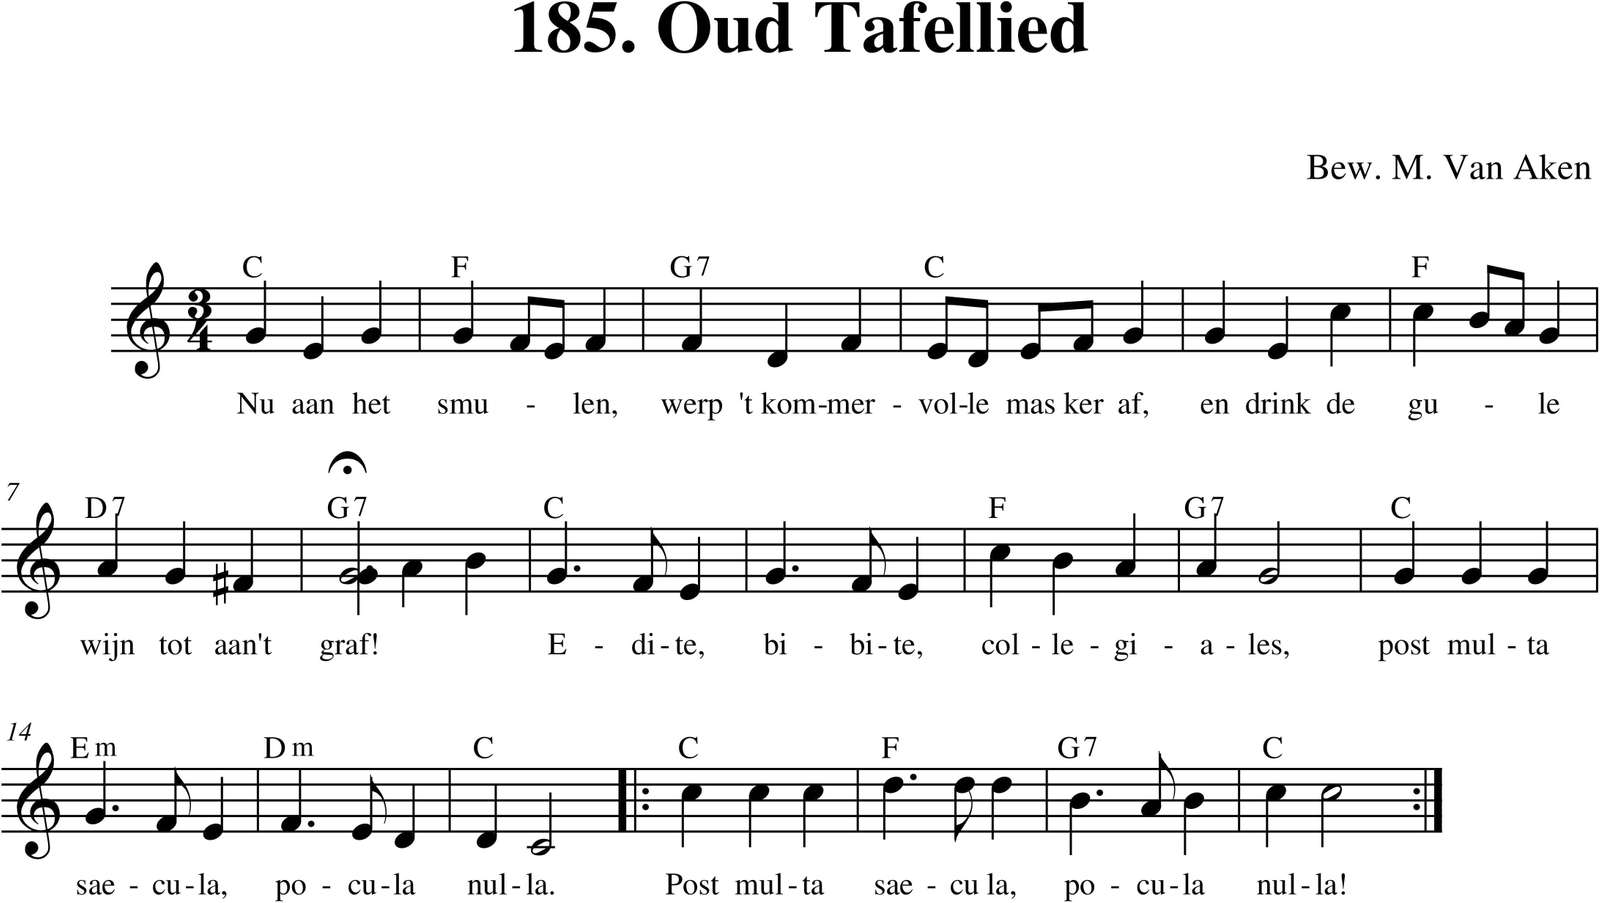 185. Oud Tafellied
Bew. M. Van Aken
C F G7 C F
3
4
Nu aan het smu - len, werp 't kom-mer - vol-le mas ker af, en drink de gu - le
7
D7 G7 C F G7 C
wijn tot aan't graf! E - di-te, bi - bi-te, col - le - gi - a - les, post mul - ta
14
Em Dm C C F G7 C
sae - cu-la, po - cu-la nul-la. Post mul-ta sae - cu la, po - cu-la nul-la!